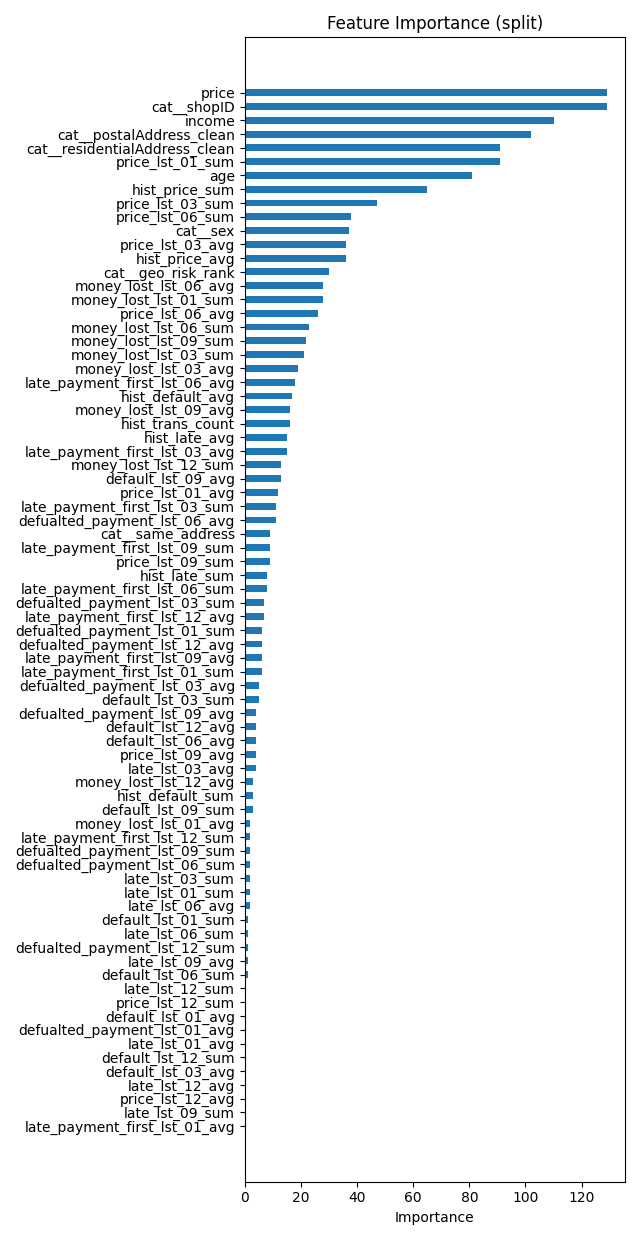 Feature Importance (split)
price
cat__shopID
income
cat__postalAddress_clean
cat__residentialAddress_clean
price_lst_01_sum
age
hist_price_sum
price_lst_03_sum
price_lst_06_sum
cat__sex
price_lst_03_avg
hist_price_avg
cat__geo_risk_rank
money_lost_lst_06_avg
money_lost_lst_01_sum
price_lst_06_avg
money_lost_lst_06_sum
money_lost_lst_09_sum
money_lost_lst_03_sum
money_lost_lst_03_avg
late_payment_first_lst_06_avg
hist_default_avg
money_lost_lst_09_avg
hist_trans_count
hist_late_avg
late_payment_first_lst_03_avg
money_lost_lst_12_sum
default_lst_09_avg
price_lst_01_avg
late_payment_first_lst_03_sum
defualted_payment_lst_06_avg
cat__same_address
late_payment_first_lst_09_sum
price_lst_09_sum
hist_late_sum
late_payment_first_lst_06_sum
defualted_payment_lst_03_sum
late_payment_first_lst_12_avg
defualted_payment_lst_01_sum
defualted_payment_lst_12_avg
late_payment_first_lst_09_avg
late_payment_first_lst_01_sum
defualted_payment_lst_03_avg
default_lst_03_sum
defualted_payment_lst_09_avg
default_lst_12_avg
default_lst_06_avg
price_lst_09_avg
late_lst_03_avg
money_lost_lst_12_avg
hist_default_sum
default_lst_09_sum
money_lost_lst_01_avg
late_payment_first_lst_12_sum
defualted_payment_lst_09_sum
defualted_payment_lst_06_sum
late_lst_03_sum
late_lst_01_sum
late_lst_06_avg
default_lst_01_sum
late_lst_06_sum
defualted_payment_lst_12_sum
late_lst_09_avg
default_lst_06_sum
late_lst_12_sum
price_lst_12_sum
default_lst_01_avg
defualted_payment_lst_01_avg
late_lst_01_avg
default_lst_12_sum
default_lst_03_avg
late_lst_12_avg
price_lst_12_avg
late_lst_09_sum
late_payment_first_lst_01_avg
0 20 40 60 80 100 120
Importance